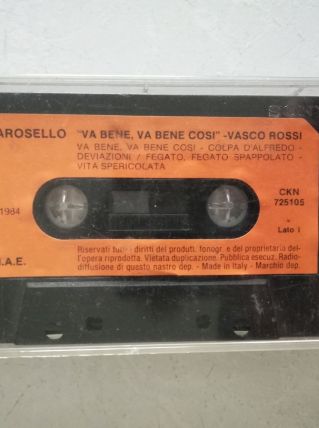 AROSELLO "VA BENE, VA BENE COSI" -VASCO ROSSI
VA BENE, VA BENE COSI - COLPA D'ALFREDO -
DEVIAZIONI / FEGATO, FEGATO SPAPPOLATO -
VITA SPERICOLATA
CKN
725105
1984
Lato I
Riservati tutti i diritti del produtt. fonogr. e del proprietario del-
l'opera riprodotta. Vietata duplicazione. Pubblica esecuz. Radio-
diffusione di questo nastro dep. - Made in Italy - Marchio dep.
.A.E.